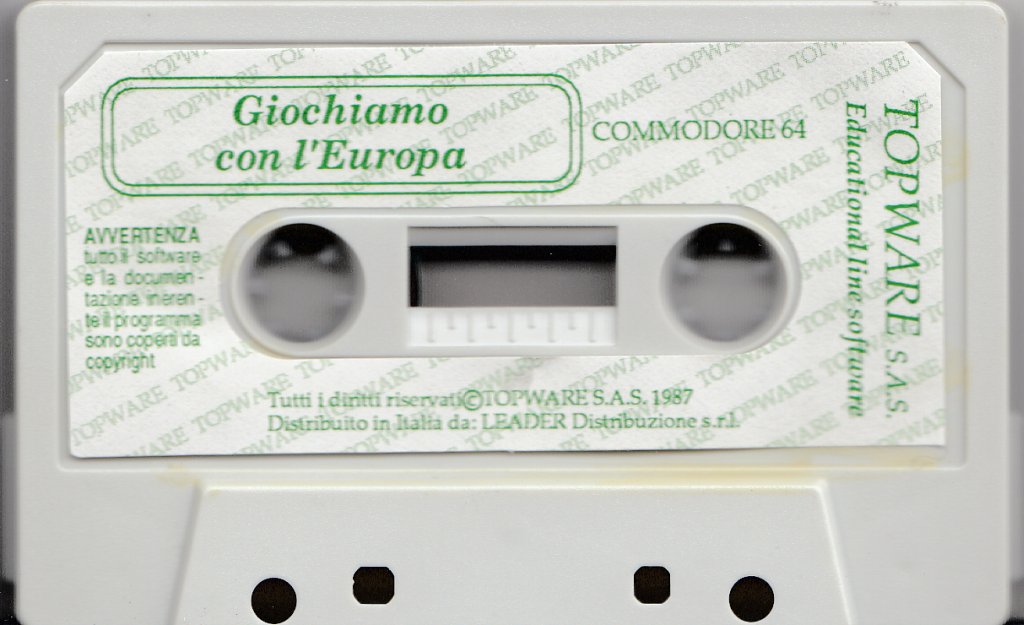 Giochiamo
con l'Europa
COMMODORE 64
TOPWARE S.A.S.
Educational line software
AVVERTENZA
tutto il software
e la documen-
tazione ineren-
te il programma
sono coperti da
copyright
Tutti i diritti riservati©TOPWARE S.A.S. 1987
Distribuito in Italia da: LEADER Distribuzione s.r.l.